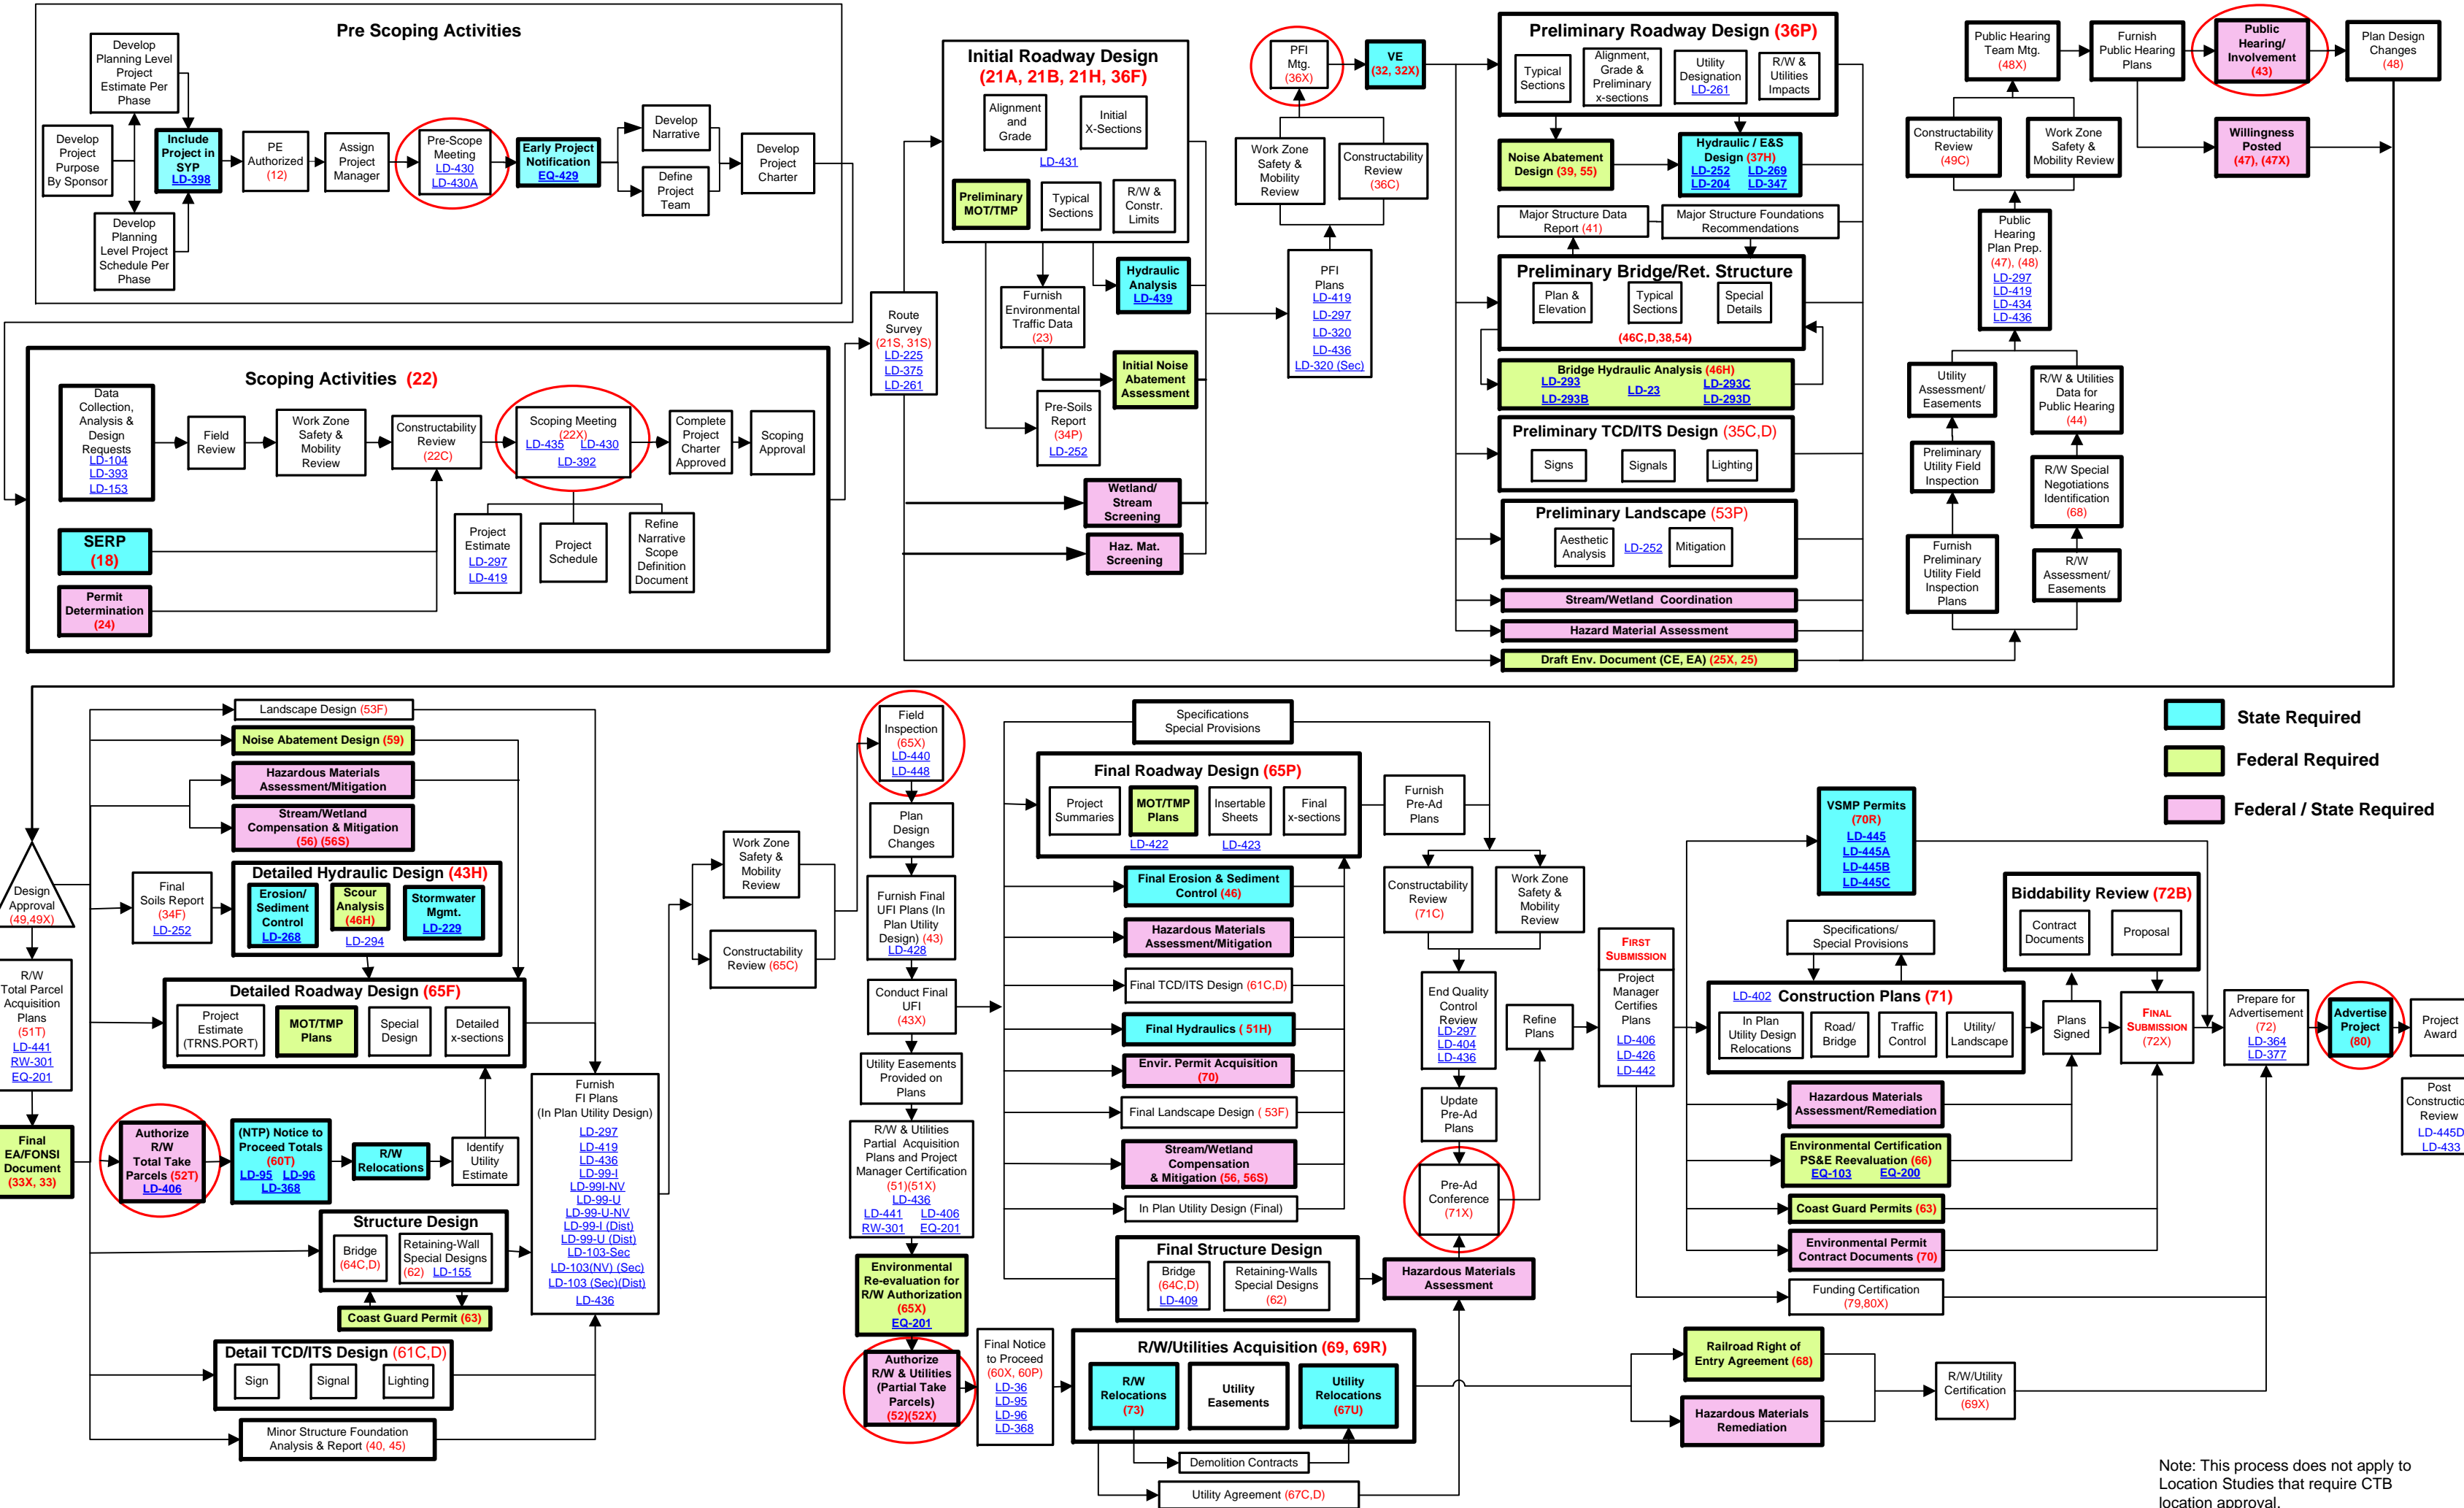 Pre Scoping Activities
Develop
Planning Level
Project
Estimate Per
Phase
Develop
Project
Purpose
By Sponsor
Develop
Planning
Level Project
Schedule Per
Phase
Include
Project in
SYP
LD-398
PE
Authorized
(12)
Assign
Project
Manager
Pre-Scope
Meeting
LD-430
LD-430A
Early Project
Notification
EQ-429
Develop
Narrative
Define
Project
Team
Develop
Project
Charter
Scoping Activities (22)
Data
Collection,
Analysis &
Design
Requests
LD-104
LD-393
LD-153
Field
Review
Work Zone
Safety &
Mobility
Review
Constructability
Review
(22C)
Scoping Meeting
(22X)
LD-435 LD-430
LD-392
Complete
Project
Charter
Approved
Scoping
Approval
SERP
(18)
Permit
Determination
(24)
Project
Estimate
LD-297
LD-419
Project
Schedule
Refine
Narrative
Scope
Definition
Document
Route
Survey
(21S, 31S)
LD-225
LD-375
LD-261
Initial Roadway Design
(21A, 21B, 21H, 36F)
Alignment
and
Grade
Initial
X-Sections
LD-431
Preliminary
MOT/TMP
Typical
Sections
R/W &
Constr.
Limits
Hydraulic
Analysis
LD-439
Furnish
Environmental
Traffic Data
(23)
Initial Noise
Abatement
Assessment
Pre-Soils
Report
(34P)
LD-252
Wetland/
Stream
Screening
Haz. Mat.
Screening
PFI
Mtg.
(36X)
VE
(32, 32X)
Work Zone
Safety &
Mobility
Review
Constructability
Review
(36C)
PFI
Plans
LD-419
LD-297
LD-320
LD-436
LD-320 (Sec)
Preliminary Roadway Design (36P)
Typical
Sections
Alignment,
Grade &
Preliminary
x-sections
Utility
Designation
LD-261
R/W &
Utilities
Impacts
Noise Abatement
Design (39, 55)
Hydraulic / E&S
Design (37H)
LD-252 LD-269
LD-204 LD-347
Major Structure Data
Report (41)
Major Structure Foundations
Recommendations
Preliminary Bridge/Ret. Structure
Plan &
Elevation
Typical
Sections
Special
Details
(46C,D,38,54)
Bridge Hydraulic Analysis (46H)
LD-293 LD-23 LD-293C
LD-293B LD-293D
Preliminary TCD/ITS Design (35C,D)
Signs
Signals
Lighting
Preliminary Landscape (53P)
Aesthetic
Analysis
LD-252
Mitigation
Stream/Wetland Coordination
Hazard Material Assessment
Draft Env. Document (CE, EA) (25X, 25)
Public Hearing
Team Mtg.
(48X)
Furnish
Public Hearing
Plans
Public
Hearing/
Involvement
(43)
Plan Design
Changes
(48)
Constructability
Review
(49C)
Work Zone
Safety &
Mobility Review
Willingness
Posted
(47), (47X)
Public
Hearing
Plan Prep.
(47), (48)
LD-297
LD-419
LD-434
LD-436
Utility
Assessment/
Easements
R/W & Utilities
Data for
Public Hearing
(44)
Preliminary
Utility Field
Inspection
R/W Special
Negotiations
Identification
(68)
Furnish
Preliminary
Utility Field
Inspection
Plans
R/W
Assessment/
Easements
State Required
Federal Required
Federal / State Required
Design
Approval
(49,49X)
R/W
Total Parcel
Acquisition
Plans
(51T)
LD-441
RW-301
EQ-201
Final
EA/FONSI
Document
(33X, 33)
Landscape Design (53F)
Noise Abatement Design (59)
Hazardous Materials
Assessment/Mitigation
Stream/Wetland
Compensation & Mitigation
(56) (56S)
Final
Soils Report
(34F)
LD-252
Detailed Hydraulic Design (43H)
Erosion/
Sediment
Control
LD-268
Scour
Analysis
(46H)
LD-294
Stormwater
Mgmt.
LD-229
Detailed Roadway Design (65F)
Project
Estimate
(TRNS.PORT)
MOT/TMP
Plans
Special
Design
Detailed
x-sections
Authorize
R/W
Total Take
Parcels (52T)
LD-406
(NTP) Notice to
Proceed Totals
(60T)
LD-95 LD-96
LD-368
R/W
Relocations
Identify
Utility
Estimate
Structure Design
Bridge
(64C,D)
Retaining-Wall
Special Designs
(62) LD-155
Coast Guard Permit (63)
Detail TCD/ITS Design (61C,D)
Sign
Signal
Lighting
Minor Structure Foundation
Analysis & Report (40, 45)
Furnish
FI Plans
(In Plan Utility Design)
LD-297
LD-419
LD-436
LD-99-I
LD-99I-NV
LD-99-U
LD-99-U-NV
LD-99-I (Dist)
LD-99-U (Dist)
LD-103-Sec
LD-103(NV) (Sec)
LD-103 (Sec)(Dist)
LD-436
Work Zone
Safety &
Mobility
Review
Constructability
Review (65C)
Field
Inspection
(65X)
LD-440
LD-448
Plan
Design
Changes
Furnish Final
UFI Plans (In
Plan Utility
Design) (43)
LD-428
Conduct Final
UFI
(43X)
Utility Easements
Provided on
Plans
R/W & Utilities
Partial Acquisition
Plans and Project
Manager Certification
(51)(51X)
LD-436
LD-441 LD-406
RW-301 EQ-201
Environmental
Re-evaluation for
R/W Authorization
(65X)
EQ-201
Authorize
R/W & Utilities
(Partial Take
Parcels)
(52)(52X)
Final Notice
to Proceed
(60X, 60P)
LD-36
LD-95
LD-96
LD-368
Specifications
Special Provisions
Final Roadway Design (65P)
Project
Summaries
MOT/TMP
Plans
Insertable
Sheets
Final
x-sections
LD-422 LD-423
Final Erosion & Sediment
Control (46)
Hazardous Materials
Assessment/Mitigation
Final TCD/ITS Design (61C,D)
Final Hydraulics ( 51H)
Envir. Permit Acquisition
(70)
Final Landscape Design ( 53F)
Stream/Wetland
Compensation
& Mitigation (56, 56S)
In Plan Utility Design (Final)
Final Structure Design
Bridge
(64C,D)
LD-409
Retaining-Walls
Special Designs
(62)
R/W/Utilities Acquisition (69, 69R)
R/W
Relocations
(73)
Utility
Easements
Utility
Relocations
(67U)
Demolition Contracts
Utility Agreement (67C,D)
Furnish
Pre-Ad
Plans
Constructability
Review
(71C)
Work Zone
Safety &
Mobility
Review
End Quality
Control
Review
LD-297
LD-404
LD-436
Update
Pre-Ad
Plans
Pre-Ad
Conference
(71X)
Hazardous Materials
Assessment
Refine
Plans
FIRST
SUBMISSION
Project
Manager
Certifies
Plans
LD-406
LD-426
LD-442
VSMP Permits
(70R)
LD-445
LD-445A
LD-445B
LD-445C
Specifications/
Special Provisions
LD-402 Construction Plans (71)
In Plan
Utility Design
Relocations
Road/
Bridge
Traffic
Control
Utility/
Landscape
Hazardous Materials
Assessment/Remediation
Environmental Certification
PS&E Reevaluation (66)
EQ-103 EQ-200
Coast Guard Permits (63)
Environmental Permit
Contract Documents (70)
Funding Certification
(79,80X)
Railroad Right of
Entry Agreement (68)
Hazardous Materials
Remediation
R/W/Utility
Certification
(69X)
Biddability Review (72B)
Contract
Documents
Proposal
Plans
Signed
FINAL
SUBMISSION
(72X)
Prepare for
Advertisement
(72)
LD-364
LD-377
Advertise
Project
(80)
Project
Award
Post
Constructio
Review
LD-445D
LD-433
Note: This process does not apply to
Location Studies that require CTB
location approval.